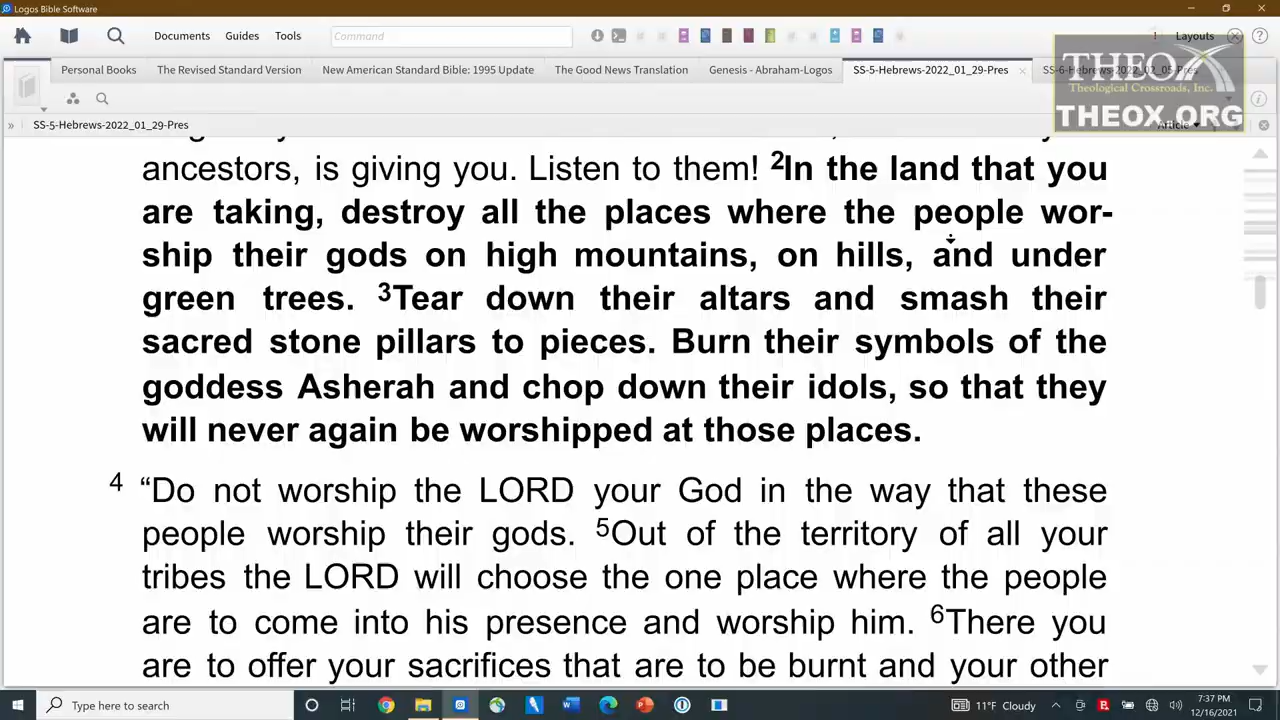 Logos Bible Software
Documents Guides Tools Command Layouts
Personal Books The Revised Standard Version The Good News Translation Genesis - Abraham-Logos SS-5-Hebrews-2022_01_29-Pres
THEOX
Theological Crossroads, Inc.
THEOX.ORG
SS-5-Hebrews-2022_01_29-Pres Article
ancestors, is giving you. Listen to them! 2In the land that you
are taking, destroy all the places where the people wor-
ship their gods on high mountains, on hills, and under
green trees. 3Tear down their altars and smash their
sacred stone pillars to pieces. Burn their symbols of the
goddess Asherah and chop down their idols, so that they
will never again be worshipped at those places.
4 “Do not worship the LORD your God in the way that these
people worship their gods. 5Out of the territory of all your
tribes the LORD will choose the one place where the people
are to come into his presence and worship him. 6There you
are to offer your sacrifices that are to be burnt and your other
Type here to search
11°F Cloudy
7:37 PM
12/16/2021